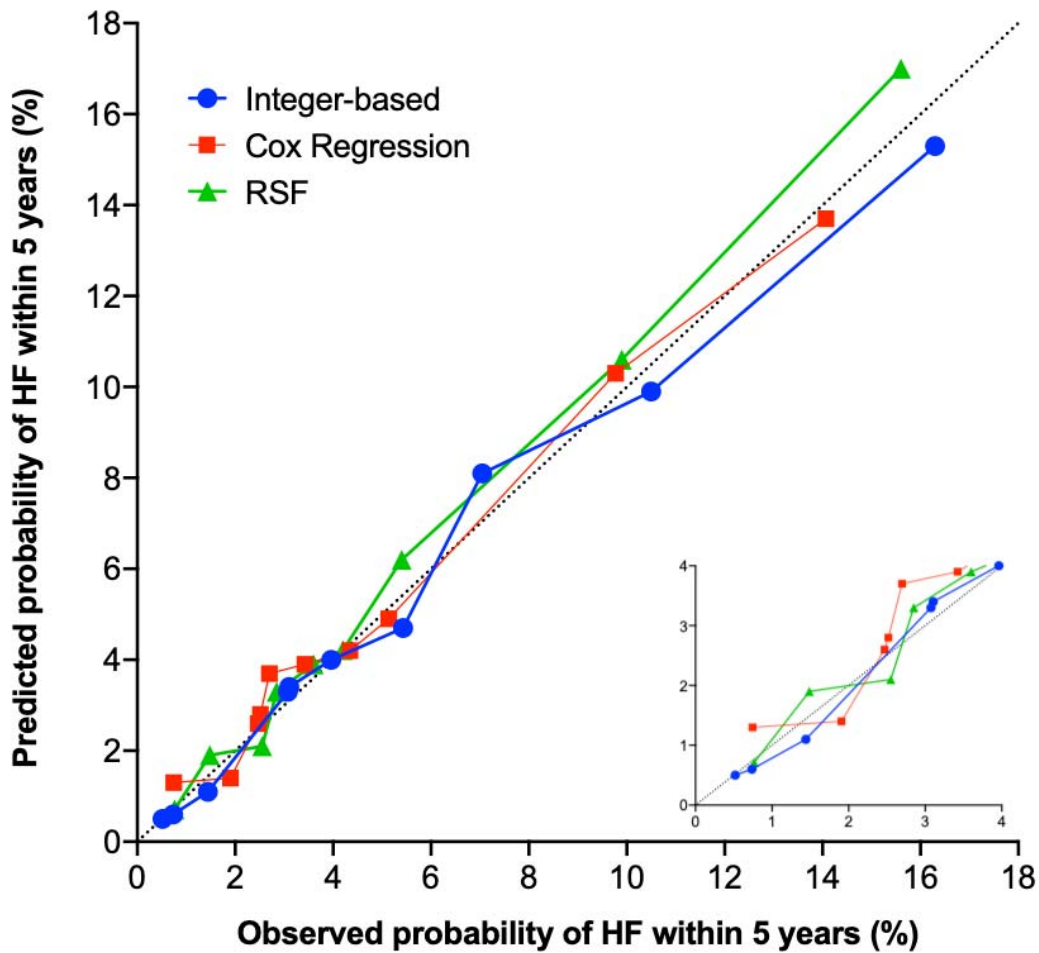 Predicted probability of HF within 5 years (%)
18
16
14
12
10
8
6
4
2
0
Integer-based
Cox Regression
RSF
4
3
2
1
0
0 1 2 3 4
0 2 4 6 8 10 12 14 16 18
Observed probability of HF within 5 years (%)